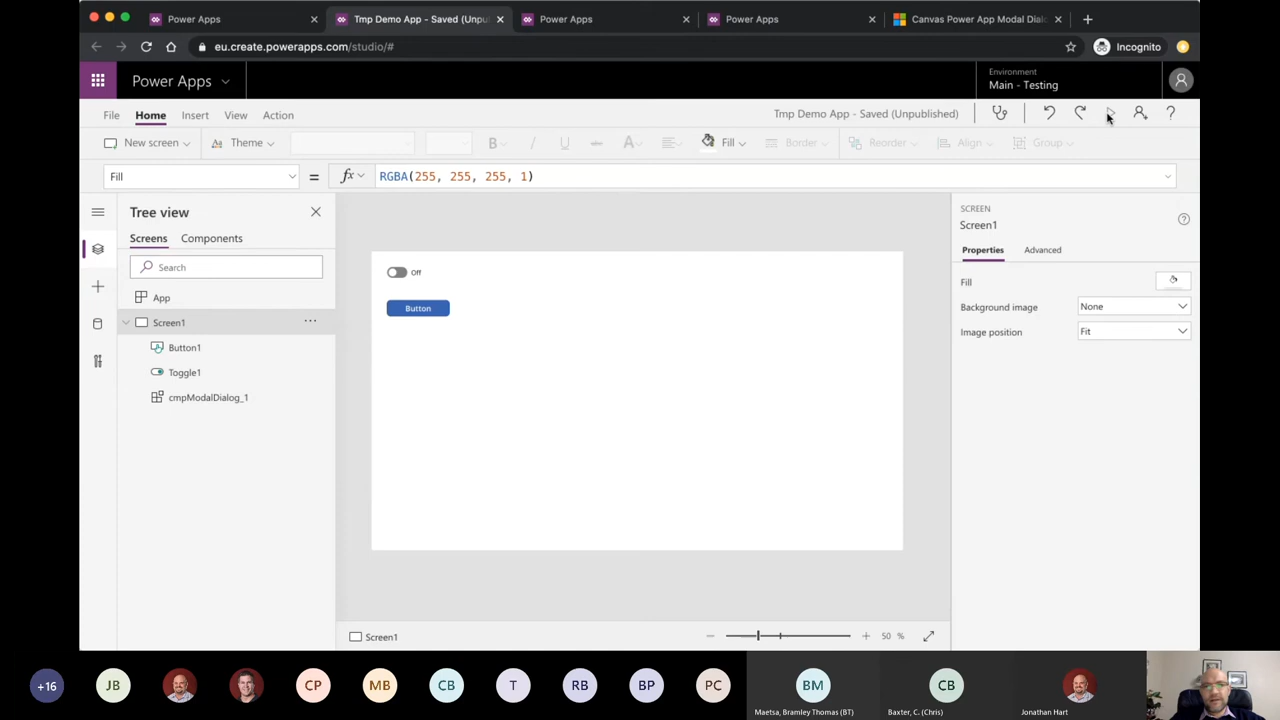 Power Apps
Tmp Demo App - Saved (Unpubl
Power Apps
Power Apps
Canvas Power App Modal Dialo
eu.create.powerapps.com/studio/#
Incognito
Power Apps
Environment
Main - Testing
File
Home
Insert
View
Action
Tmp Demo App - Saved (Unpublished)
?
New screen
Theme
B
/
U
abc
A
Fill
Border
Reorder
Align
Group
Fill
=
fx
RGBA(255, 255, 255, 1)
Tree view
Screens
Components
Search
App
Screen1
...
Button1
Toggle1
cmpModalDialog_1
Off
Button
SCREEN
Screen1
?
Properties
Advanced
Fill
Background image
None
Image position
Fit
Screen1
50 %
+16
JB
CP
MB
CB
T
RB
BP
PC
BM
Maetsa, Bramley Thomas (BT)
CB
Baxter, C. (Chris)
Jonathan Hart